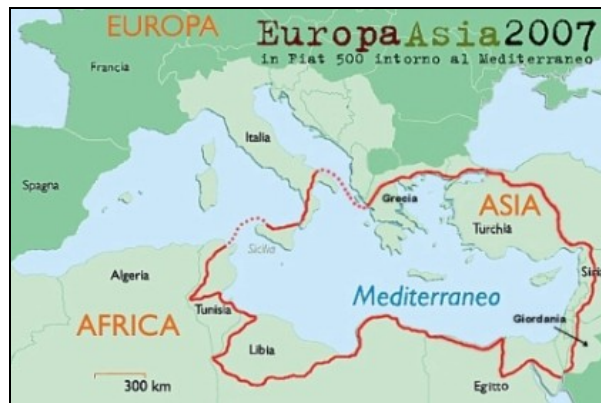 EUROPA
EuropaAsia2007
in Fiat 500 intorno al Mediterraneo
Francia
Italia
Spagna
Grecia
ASIA
Turchia
Sicilia
Siria
Algeria
Mediterraneo
Tunisia
Giordania
AFRICA
Libia
300 km
Egitto